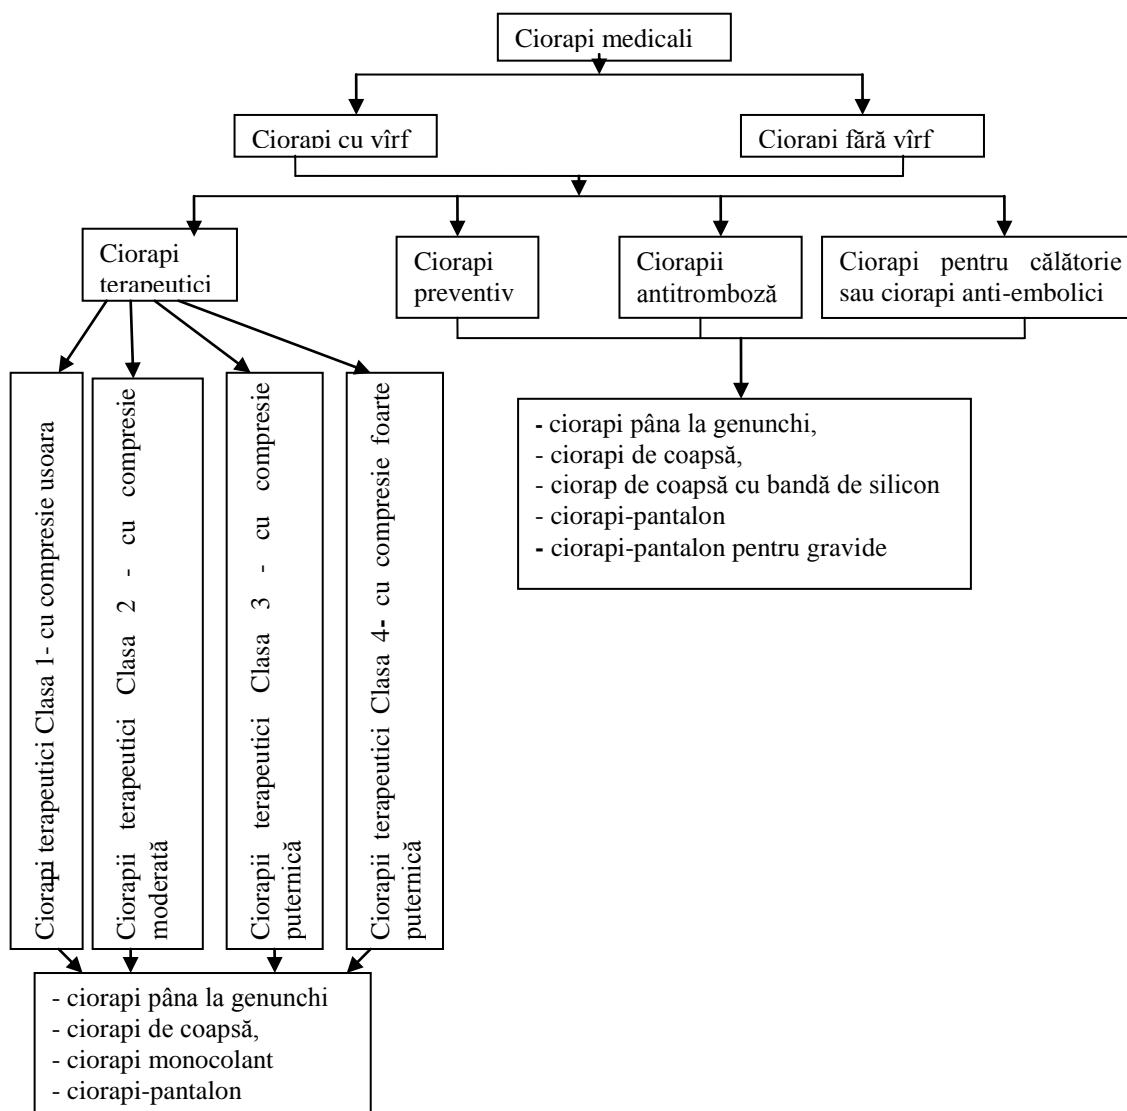 Ciorapi medicali
Ciorapi cu vîrf
Ciorapi fără vîrf
Ciorapi
terapeutici
Ciorapi
preventiv
Ciorapii
antitromboză
Ciorapi pentru călătorie
sau ciorapi anti-embolici
Ciorapi terapeutici Clasa 1- cu compresie usoara
Ciorapii terapeutici Clasa 2 - cu compresie
moderată
Ciorapii terapeutici Clasa 3 - cu compresie
puternică
Ciorapii terapeutici Clasa 4- cu compresie foarte
puternică
- ciorapi pâna la genunchi,
- ciorapi de coapsă,
- ciorap de coapsă cu bandă de silicon
- ciorapi-pantalon
- ciorapi-pantalon pentru gravide
- ciorapi pâna la genunchi
- ciorapi de coapsă,
- ciorapi monocolant
- ciorapi-pantalon